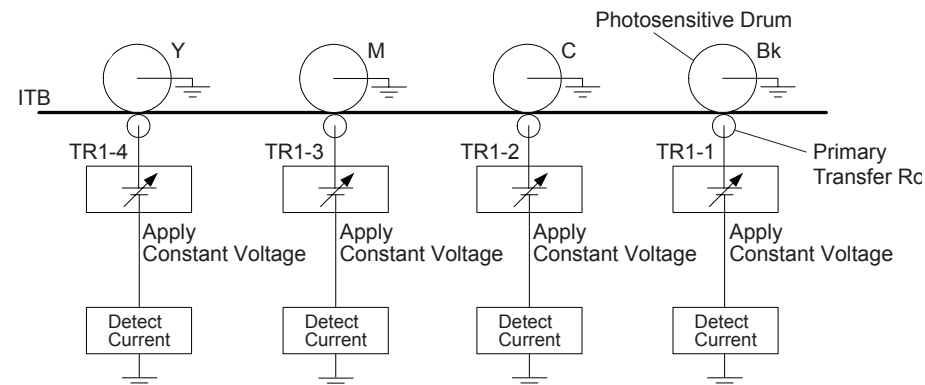 Photosensitive Drum
Y
M
C
Bk
ITB
TR1-4
TR1-3
TR1-2
TR1-1
Primary
Transfer
Apply
Constant Voltage
Apply
Constant Voltage
Apply
Constant Voltage
Apply
Constant Voltage
Detect
Current
Detect
Current
Detect
Current
Detect
Current